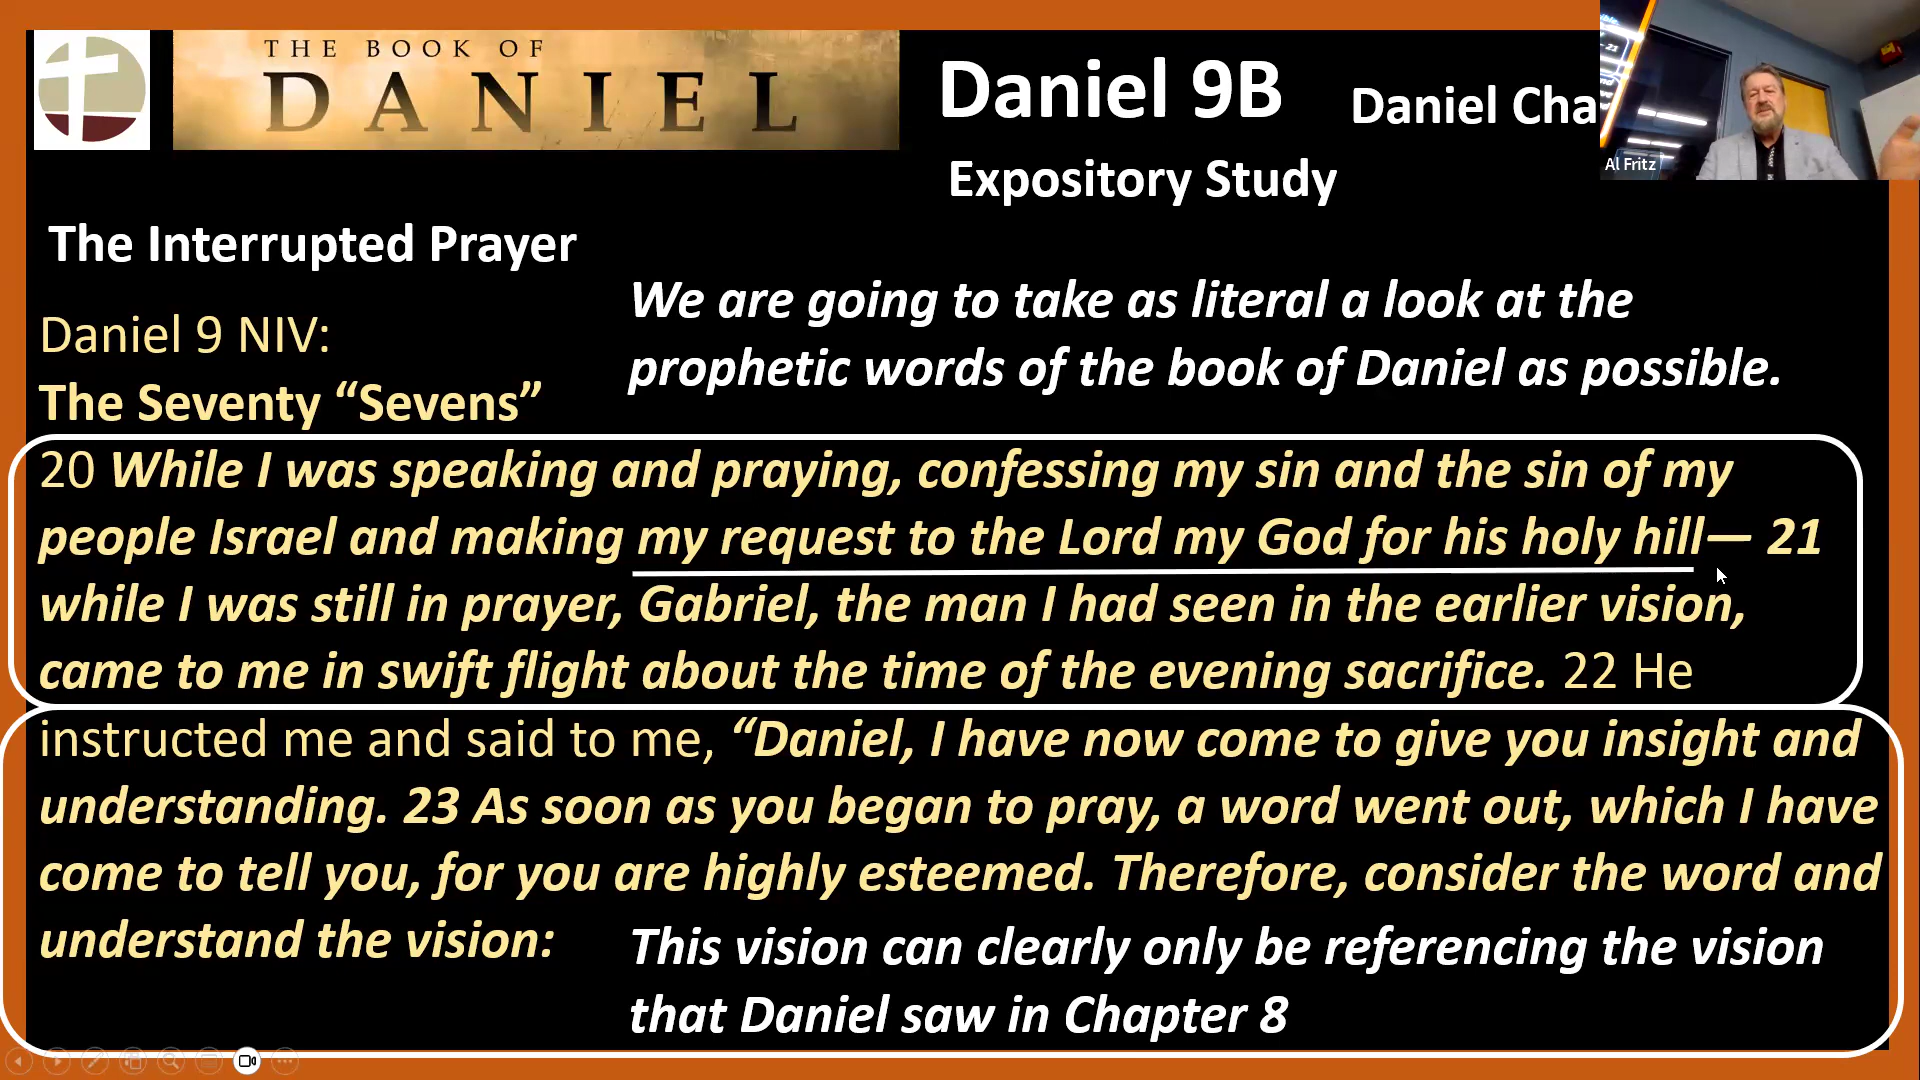 THE BOOK OF
DANIEL
Daniel 9B
Daniel Cha
Expository Study
Al Fritz
The Interrupted Prayer
We are going to take as literal a look at the
prophetic words of the book of Daniel as possible.
Daniel 9 NIV:
The Seventy “Sevens”
20 While I was speaking and praying, confessing my sin and the sin of my
people Israel and making my request to the Lord my God for his holy hill— 21
while I was still in prayer, Gabriel, the man I had seen in the earlier vision,
came to me in swift flight about the time of the evening sacrifice. 22 He
instructed me and said to me, “Daniel, I have now come to give you insight and
understanding. 23 As soon as you began to pray, a word went out, which I have
come to tell you, for you are highly esteemed. Therefore, consider the word and
understand the vision:
This vision can clearly only be referencing the vision
that Daniel saw in Chapter 8